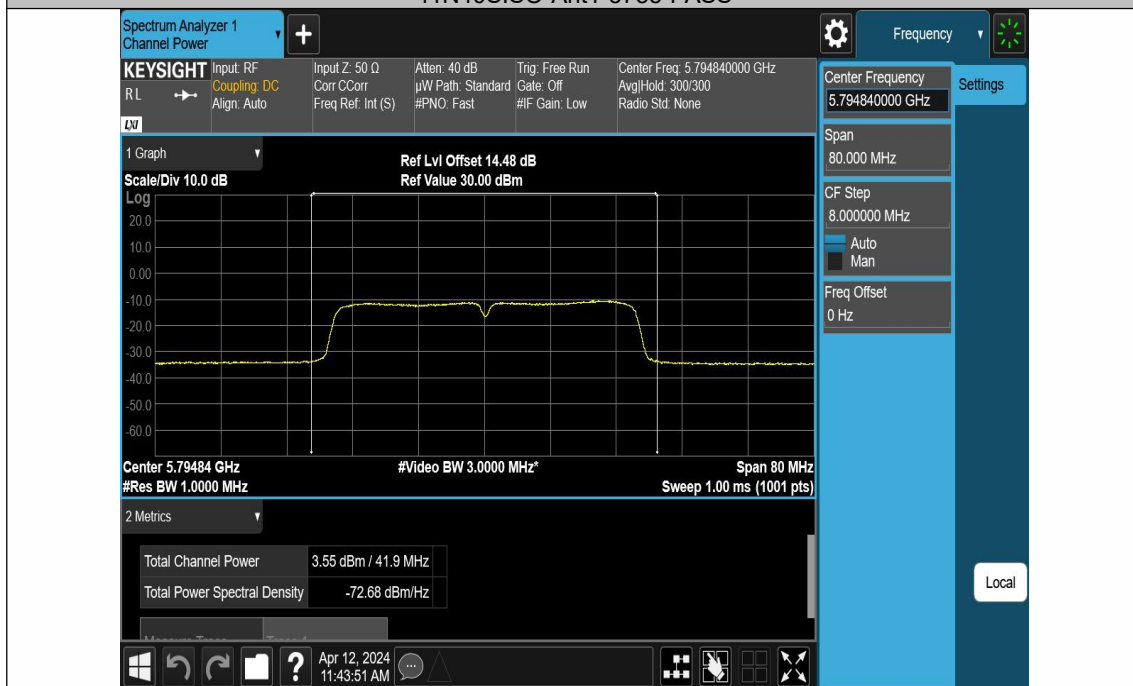 Spectrum Analyzer 1
Channel Power
Frequency
KEYSIGHT
RL
LXI
Input: RF
Coupling: DC
Align: Auto
Input Z: 50 Ω
Corr CCorr
Freq Ref: Int (S)
Atten: 40 dB
µW Path: Standard
#PNO: Fast
Trig: Free Run
Gate: Off
#IF Gain: Low
Center Freq: 5.794840000 GHz
Avg|Hold: 300/300
Radio Std: None
Center Frequency
5.794840000 GHz
Settings
Span
80.000 MHz
CF Step
8.000000 MHz
Auto
Man
Freq Offset
0 Hz
Local
1 Graph
Scale/Div 10.0 dB
Ref Lvl Offset 14.48 dB
Ref Value 30.00 dBm
Log
20.0
10.0
0.00
-10.0
-20.0
-30.0
-40.0
-50.0
-60.0
Center 5.79484 GHz
#Video BW 3.0000 MHz*
Span 80 MHz
#Res BW 1.0000 MHz
Sweep 1.00 ms (1001 pts)
2 Metrics
Total Channel Power 3.55 dBm / 41.9 MHz
Total Power Spectral Density -72.68 dBm/Hz
?
Apr 12, 2024
11:43:51 AM